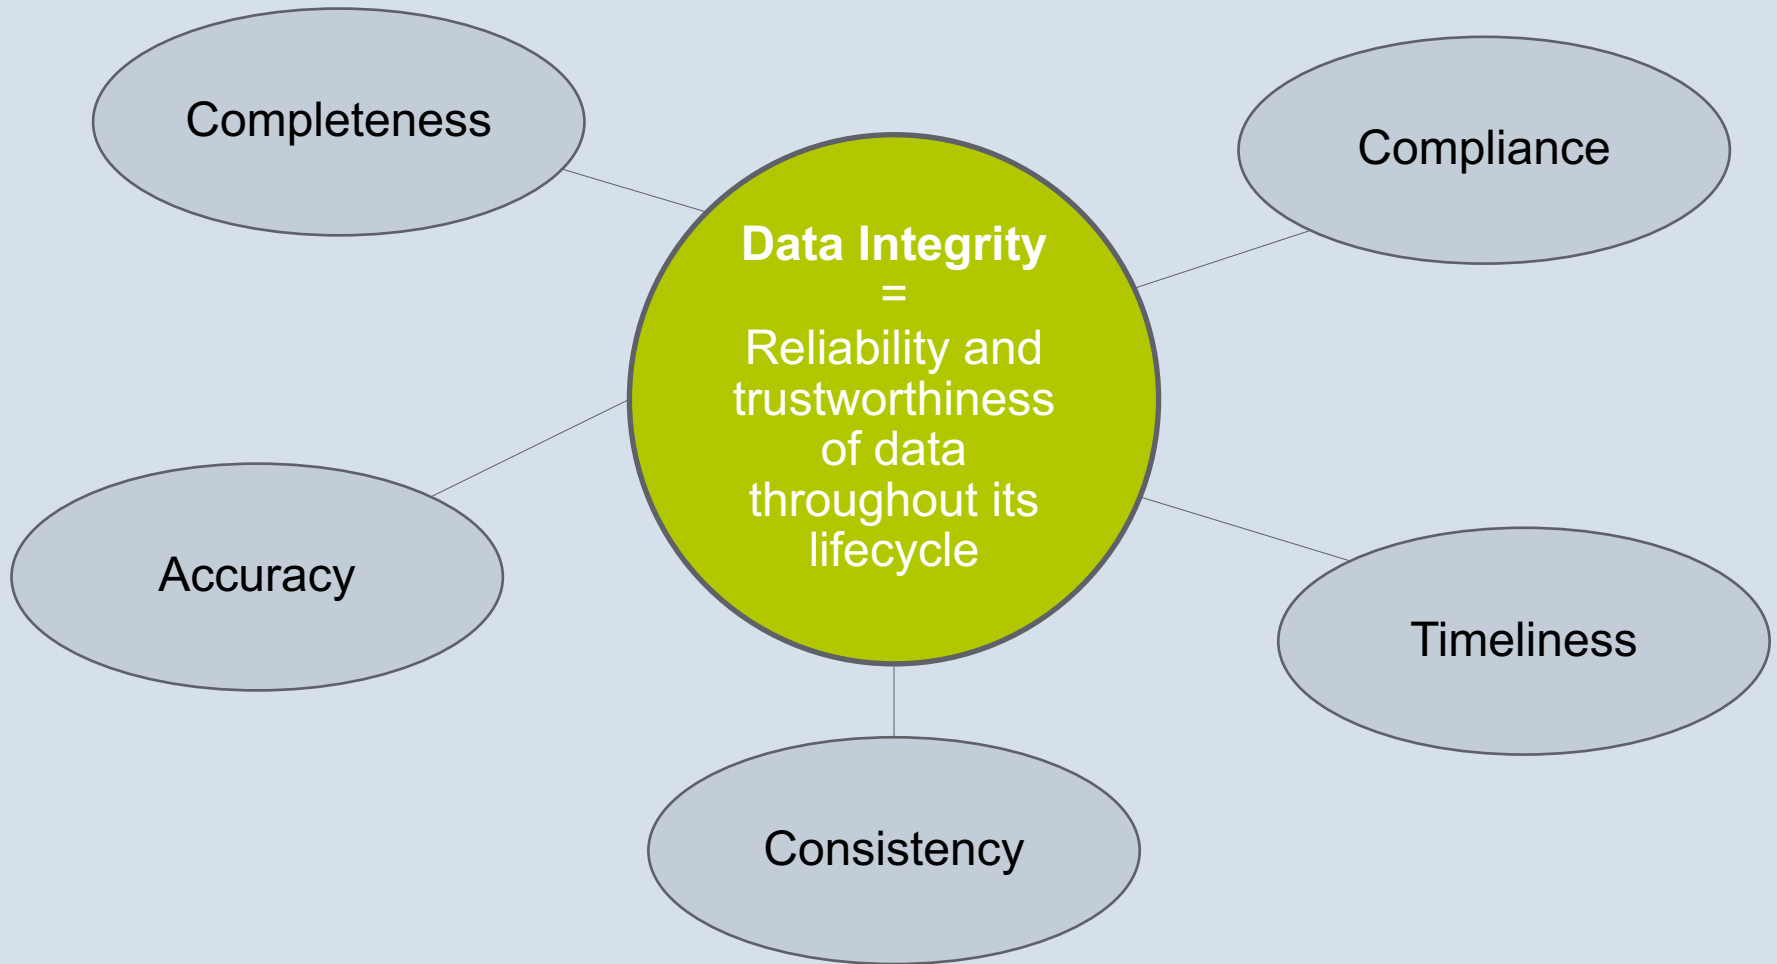 Completeness
Compliance
Data Integrity
=
Reliability and
trustworthiness
of data
throughout its
lifecycle
Accuracy
Timeliness
Consistency